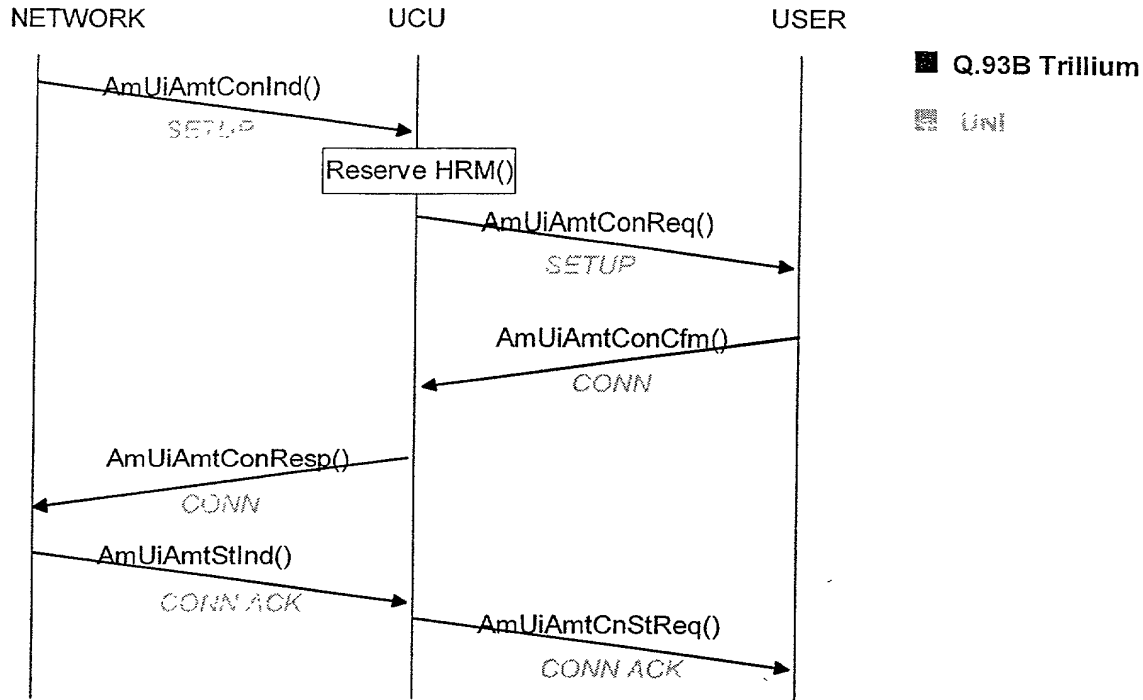 NETWORK UCU USER
Q.93B Trillium
UNI
AmUiAmtConInd()
SETUP
Reserve HRM()
AmUiAmtConReq()
SETUP
AmUiAmtConCfm()
CONN
AmUiAmtConResp()
CONN
AmUiAmtStInd()
CONN ACK
AmUiAmtCnStReq()
CONN ACK